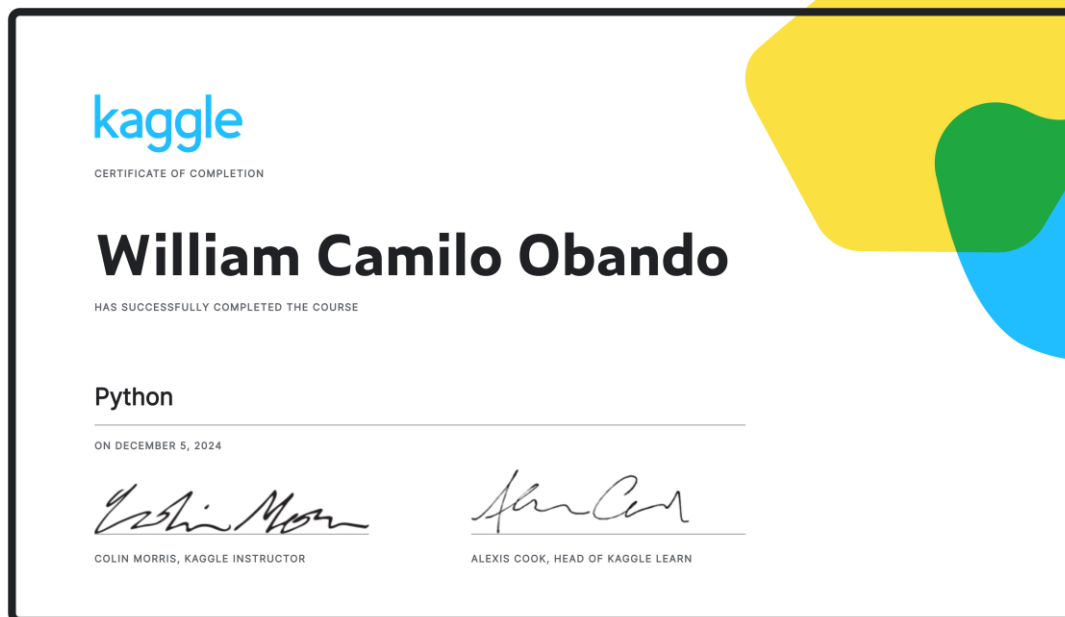 kaggle
CERTIFICATE OF COMPLETION
William Camilo Obando
HAS SUCCESSFULLY COMPLETED THE COURSE
Python
ON DECEMBER 5, 2024
COLIN MORRIS, KAGGLE INSTRUCTOR
ALEXIS COOK, HEAD OF KAGGLE LEARN